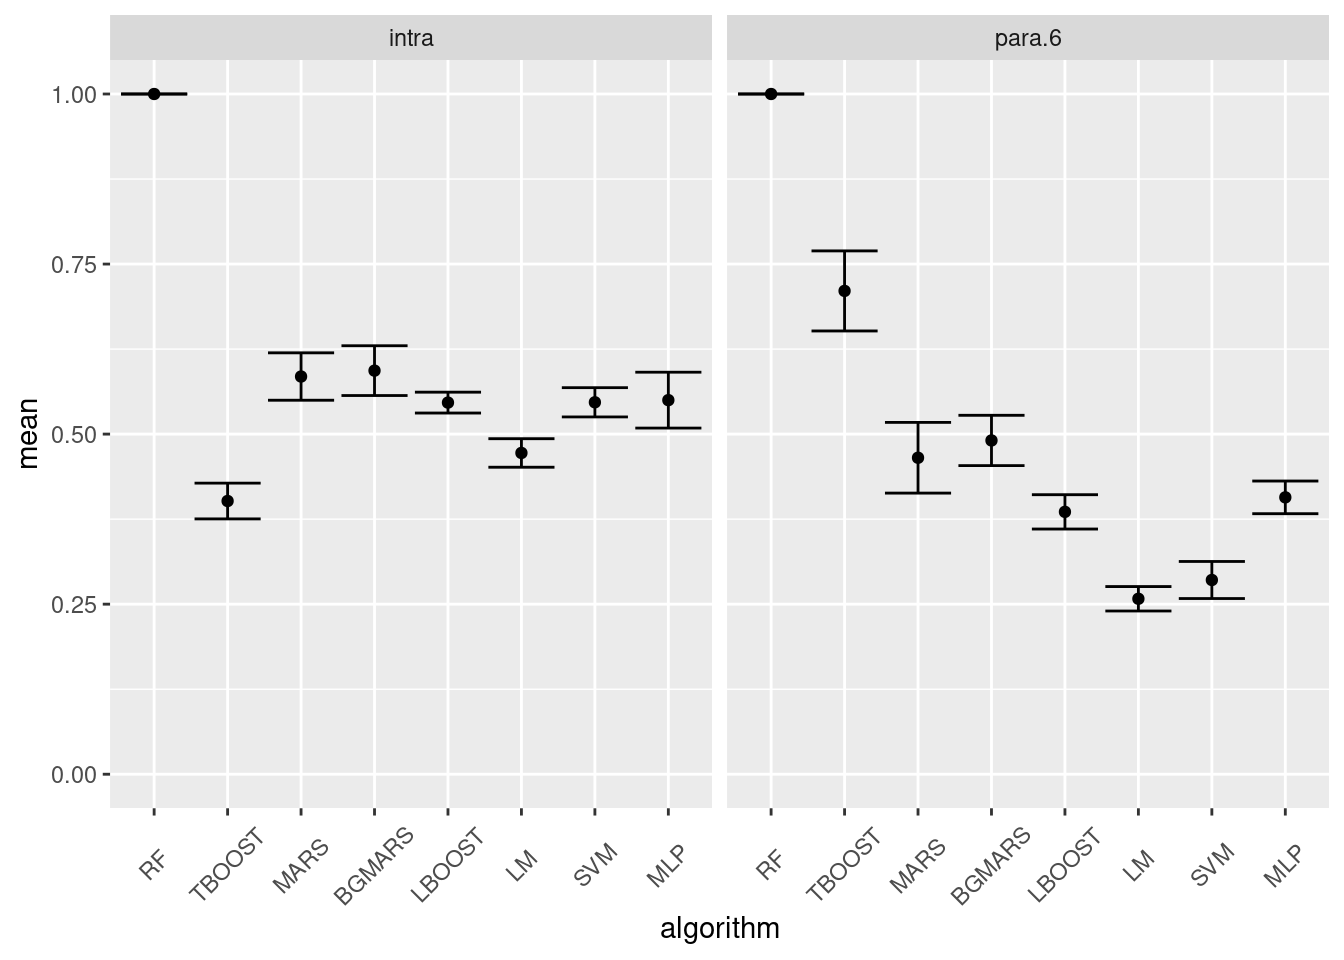 intra
para.6
1.00
0.75
0.50
0.25
0.00
mean
RF TBOOST MARS BGMARS LBOOST LM SVM MLP
RF TBOOST MARS BGMARS LBOOST LM SVM MLP
algorithm